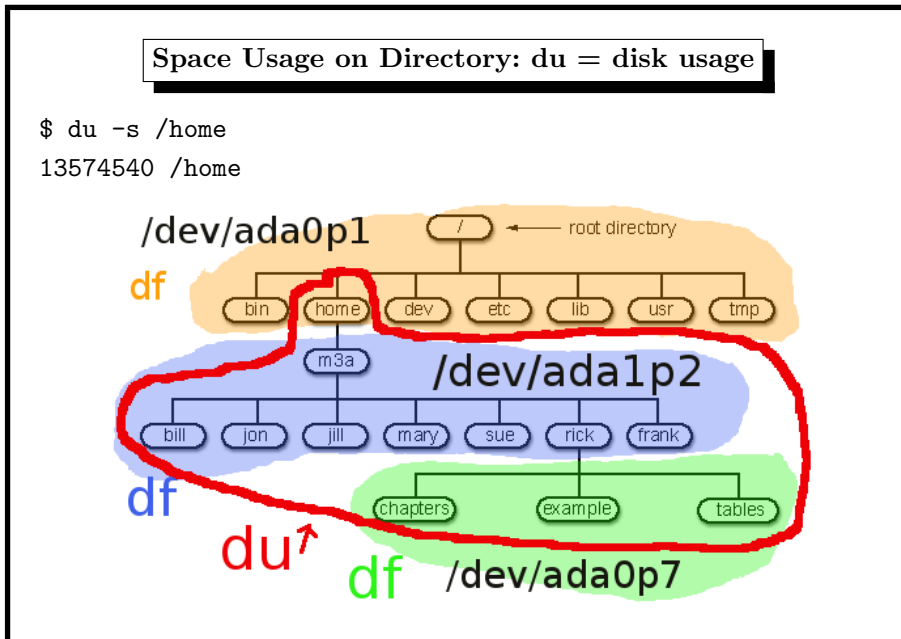 Space Usage on Directory: du = disk usage
$ du -s /home
13574540 /home
/dev/ada0p1
/ root directory
df
bin home dev etc lib usr tmp
m3a
/dev/ada1p2
bill jon jill mary sue rick frank
df
chapters example tables
du
df
/dev/ada0p7